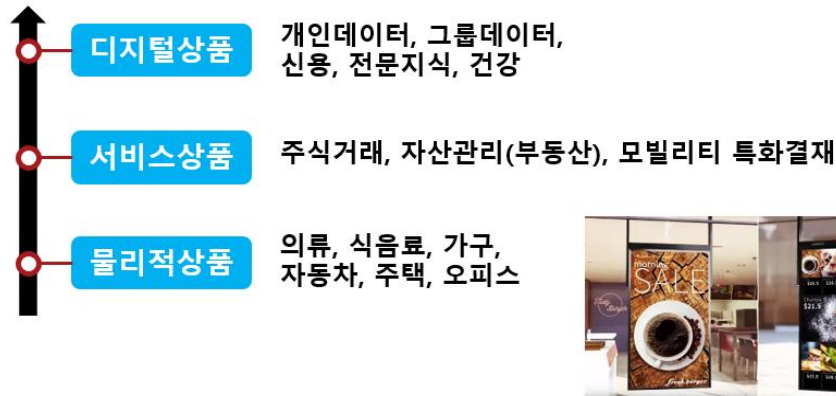 디지털상품
개인데이터, 그룹데이터,
신용, 전문지식, 건강
서비스상품
주식거래, 자산관리(부동산), 모빌리티 특화결재
물리적상품
의류, 식음료, 가구,
자동차, 주택, 오피스
morning
SALE
$21.5